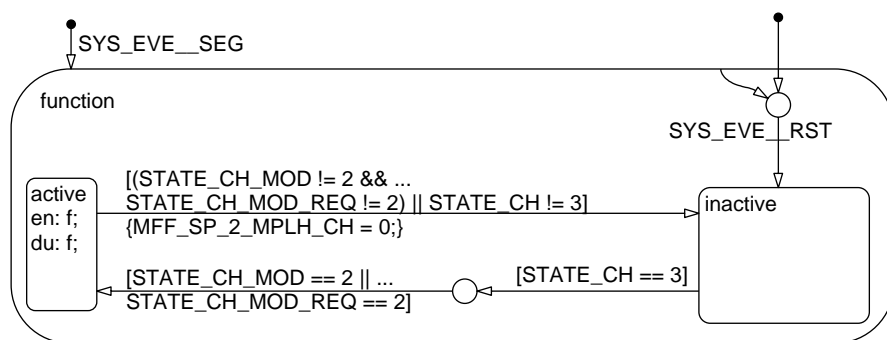 SYS_EVE__SEG
function
SYS_EVE__RST
active
en: f;
du: f;
[(STATE_CH_MOD != 2 && ...
STATE_CH_MOD_REQ != 2) || STATE_CH != 3]
{MFF_SP_2_MPLH_CH = 0;}
inactive
[STATE_CH_MOD == 2 || ...
STATE_CH_MOD_REQ == 2]
[STATE_CH == 3]